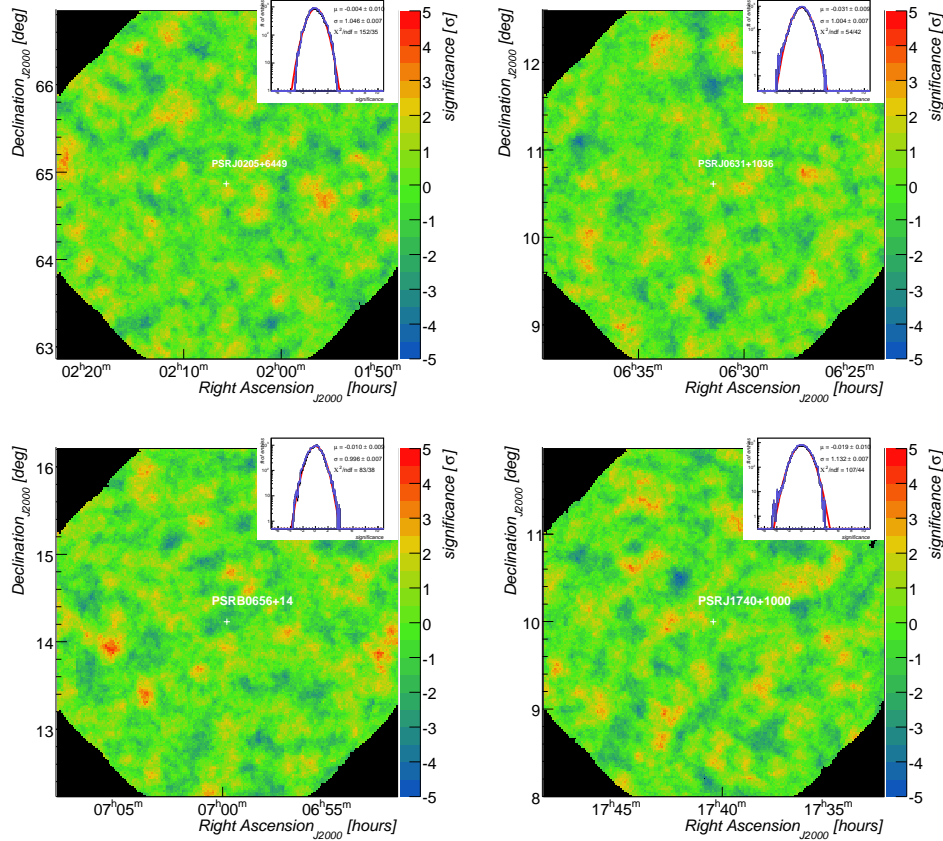 Declination J2000 [deg]
66
65
64
63
PSRJ0205+6449
# of entries
μ = -0.004 ± 0.010
σ = 1.046 ± 0.007
χ²/ndf = 152/35
significance
02h20m 02h10m 02h00m 01h50m
Right Ascension J2000 [hours]
5
4
3
2
1
0
-1
-2
-3
-4
-5
significance [σ]
Declination J2000 [deg]
12
11
10
9
PSRJ0631+1036
# of entries
μ = -0.031 ± 0.009
σ = 1.004 ± 0.007
χ²/ndf = 54/42
significance
06h35m 06h30m 06h25m
Right Ascension J2000 [hours]
5
4
3
2
1
0
-1
-2
-3
-4
-5
significance [σ]
Declination J2000 [deg]
16
15
14
13
PSRB0656+14
# of entries
μ = -0.010 ± 0.009
σ = 0.996 ± 0.007
χ²/ndf = 83/38
significance
07h05m 07h00m 06h55m
Right Ascension J2000 [hours]
5
4
3
2
1
0
-1
-2
-3
-4
-5
significance [σ]
Declination J2000 [deg]
11
10
9
8
PSRJ1740+1000
# of entries
μ = -0.019 ± 0.010
σ = 1.132 ± 0.007
χ²/ndf = 107/44
significance
17h45m 17h40m 17h35m
Right Ascension J2000 [hours]
5
4
3
2
1
0
-1
-2
-3
-4
-5
significance [σ]